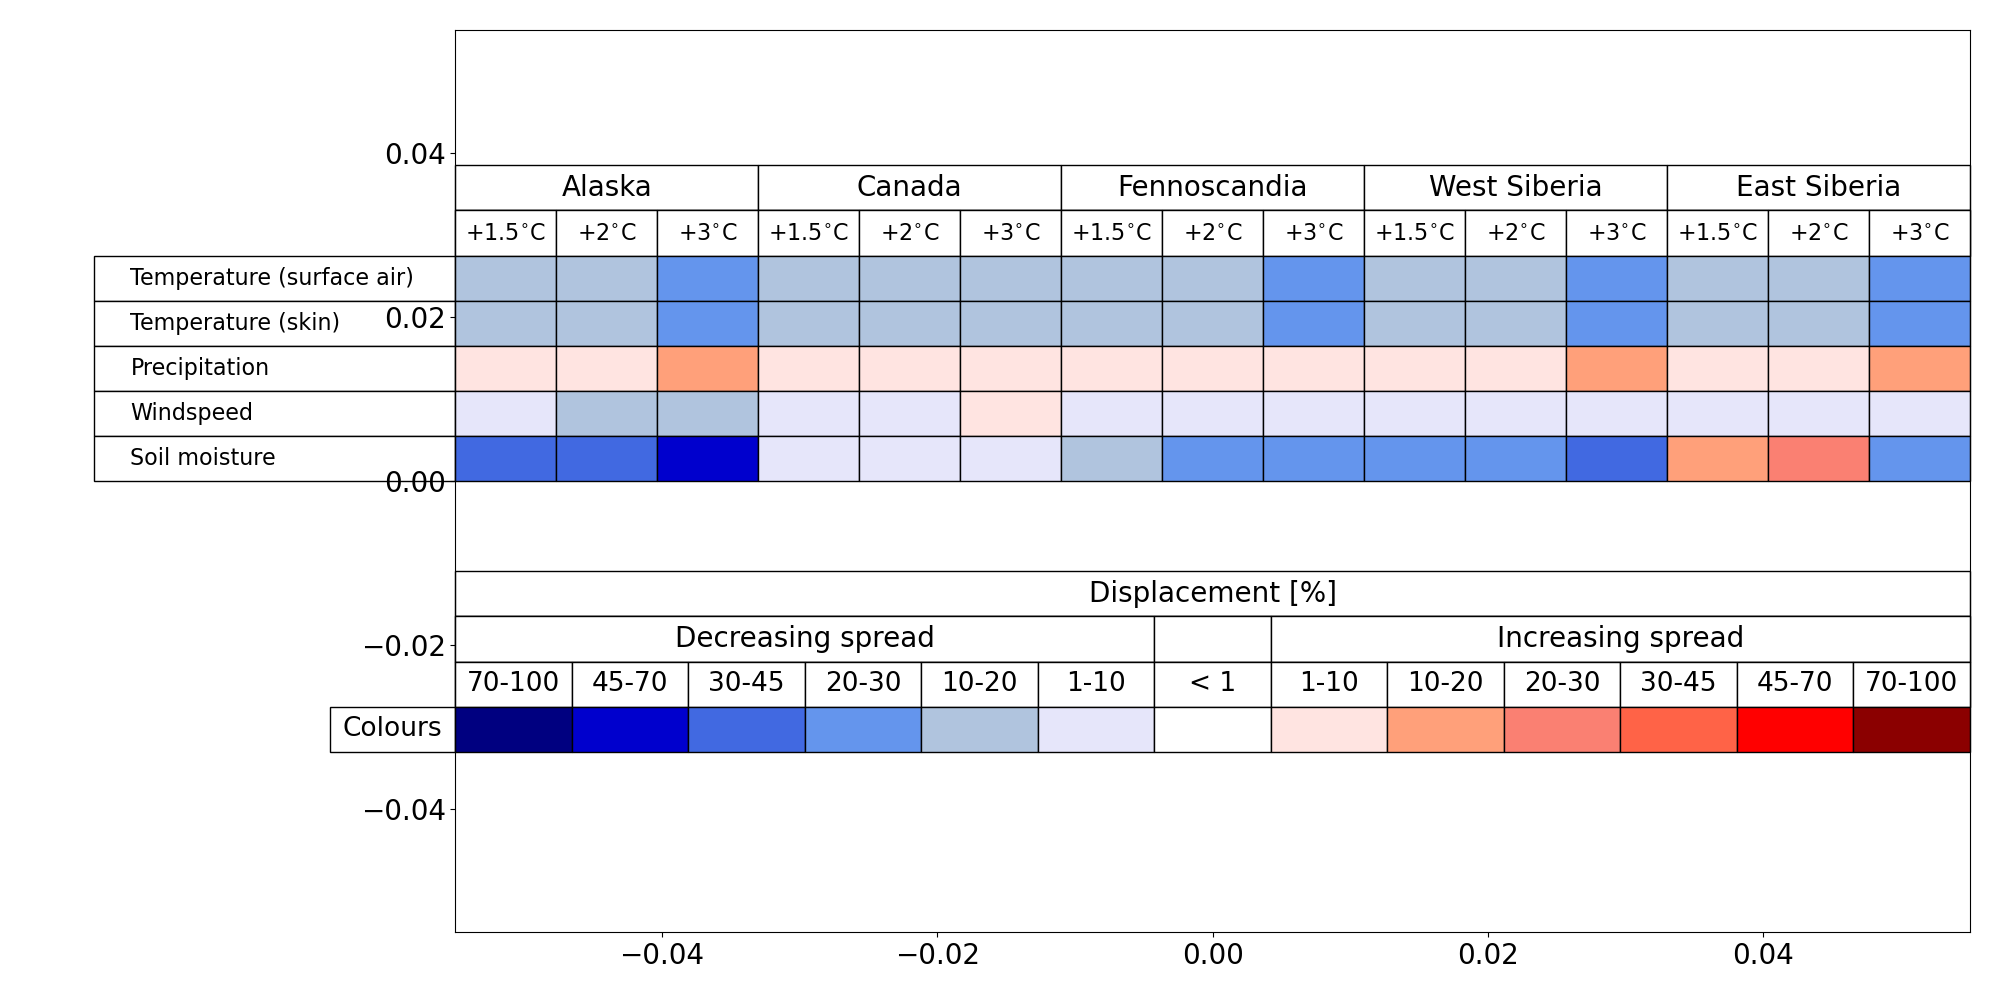 0.04
Alaska Canada Fennoscandia West Siberia East Siberia
+1.5°C +2°C +3°C +1.5°C +2°C +3°C +1.5°C +2°C +3°C +1.5°C +2°C +3°C +1.5°C +2°C +3°C
Temperature (surface air)
Temperature (skin) 0.02
Precipitation
Windspeed
Soil moisture
0.00
Displacement [%]
−0.02 Decreasing spread Increasing spread
70-100 45-70 30-45 20-30 10-20 1-10 < 1 1-10 10-20 20-30 30-45 45-70 70-100
Colours
−0.04
−0.04 −0.02 0.00 0.02 0.04